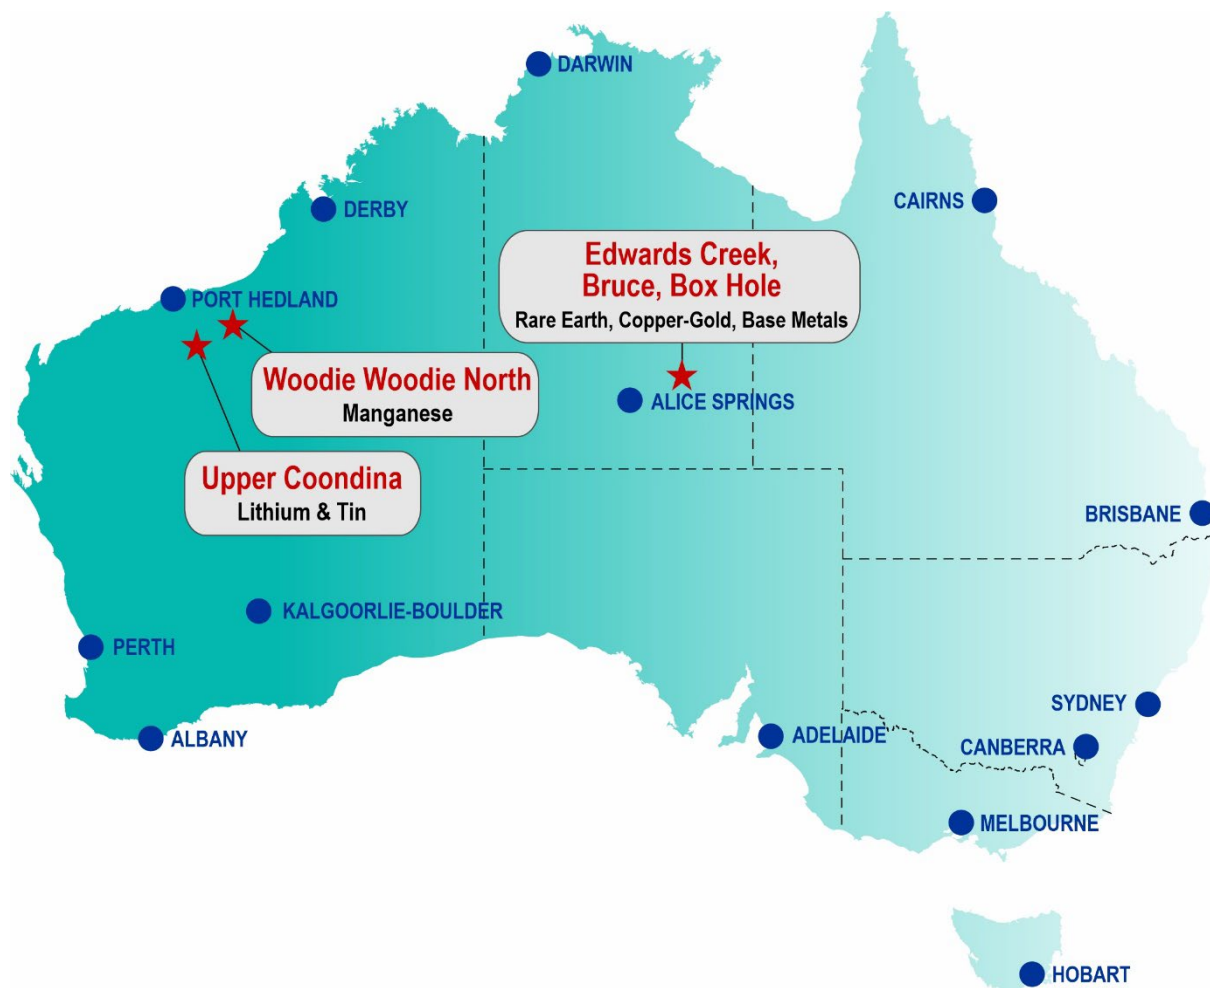 DARWIN
CAIRNS
DERBY
Edwards Creek,
Bruce, Box Hole
Rare Earth, Copper-Gold, Base Metals
PORT HEDLAND
Woodie Woodie North
Manganese
ALICE SPRINGS
Upper Coondina
Lithium & Tin
BRISBANE
KALGOORLIE-BOULDER
PERTH
SYDNEY
ALBANY
ADELAIDE
CANBERRA
MELBOURNE
HOBART